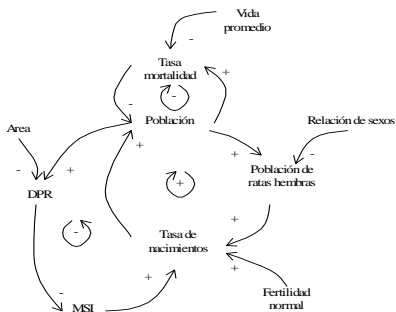 Vida
promedio
-
Tasa
mortalidad
+
-
-
Población
Relación de sexos
Area
+
+
-
-
+
Población de
ratas hembras
+
DPR
-
+
Tasa de
nacimientos
+
+
-
MSI
Fertilidad
normal